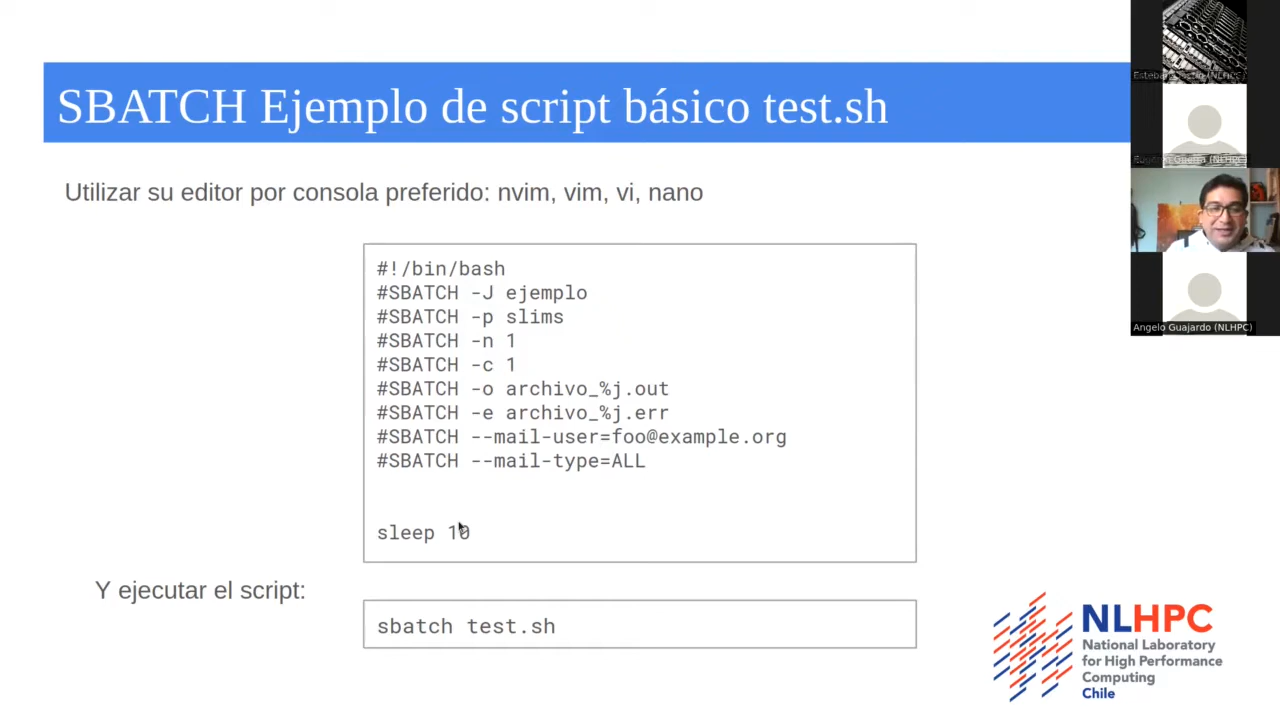 SBATCH Ejemplo de script básico test.sh
Utilizar su editor por consola preferido: nvim, vim, vi, nano
#!/bin/bash
#SBATCH -J ejemplo
#SBATCH -p slims
#SBATCH -n 1
#SBATCH -c 1
#SBATCH -o archivo_%j.out
#SBATCH -e archivo_%j.err
#SBATCH --mail-user=foo@example.org
#SBATCH --mail-type=ALL
sleep 10
Y ejecutar el script:
sbatch test.sh
NLHPC
National Laboratory
for High Performance
Computing
Chile
(NLHPC)
(NLHPC)
Angelo Guajardo (NLHPC)